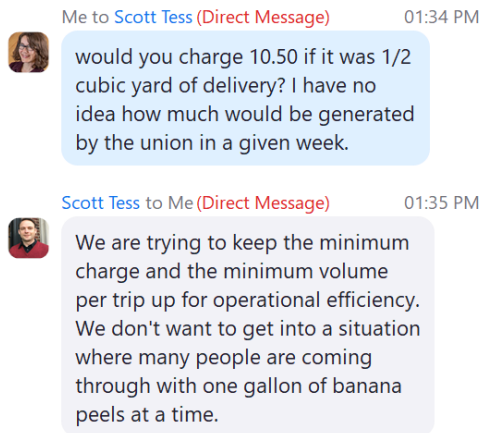 Me to Scott Tess (Direct Message) 01:34 PM
would you charge 10.50 if it was 1/2
cubic yard of delivery? I have no
idea how much would be generated
by the union in a given week.
Scott Tess to Me (Direct Message) 01:35 PM
We are trying to keep the minimum
charge and the minimum volume
per trip up for operational efficiency.
We don't want to get into a situation
where many people are coming
through with one gallon of banana
peels at a time.